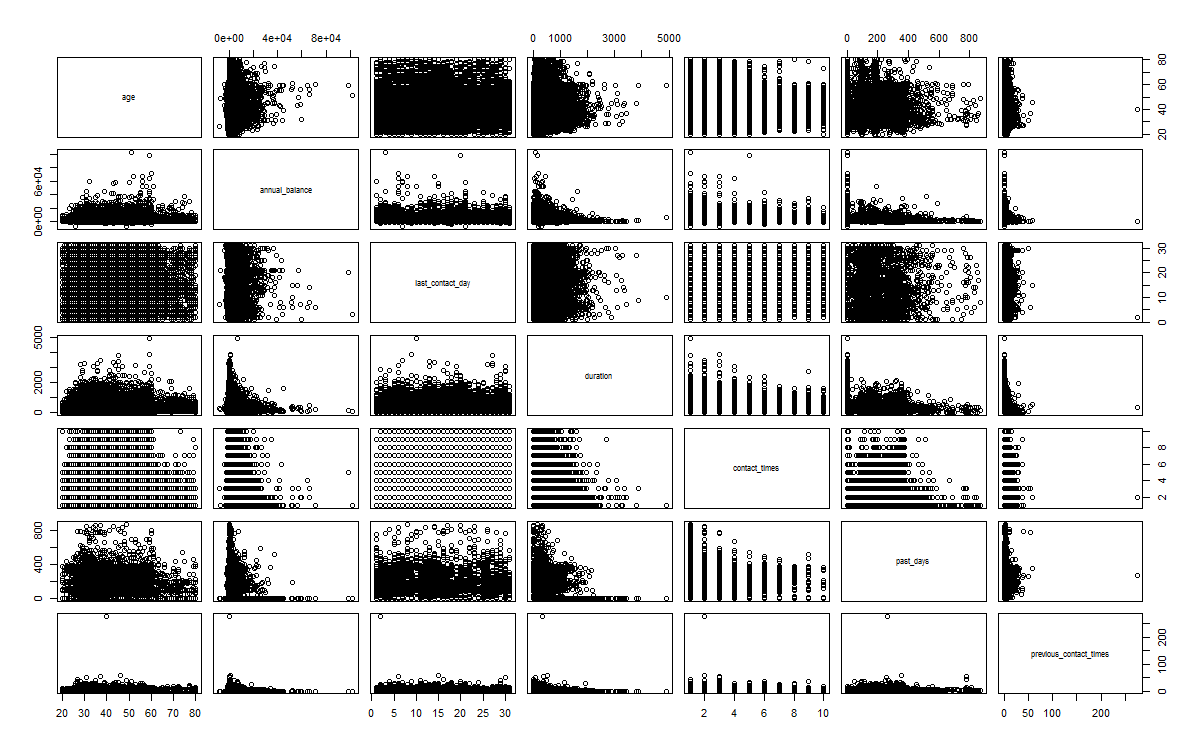 0e+00 4e+04 8e+04 0 1000 3000 5000 0 200 400 600 800
age 20 40 60 80
0e+00 6e+04 annual_balance
last_contact_day 0 10 20 30
0 2000 5000 duration
contact_times 2 4 6 8
0 400 800 past_days
previous_contact_times 0 100 200
20 30 40 50 60 70 80 0 5 10 15 20 25 30 2 4 6 8 10 0 50 100 200